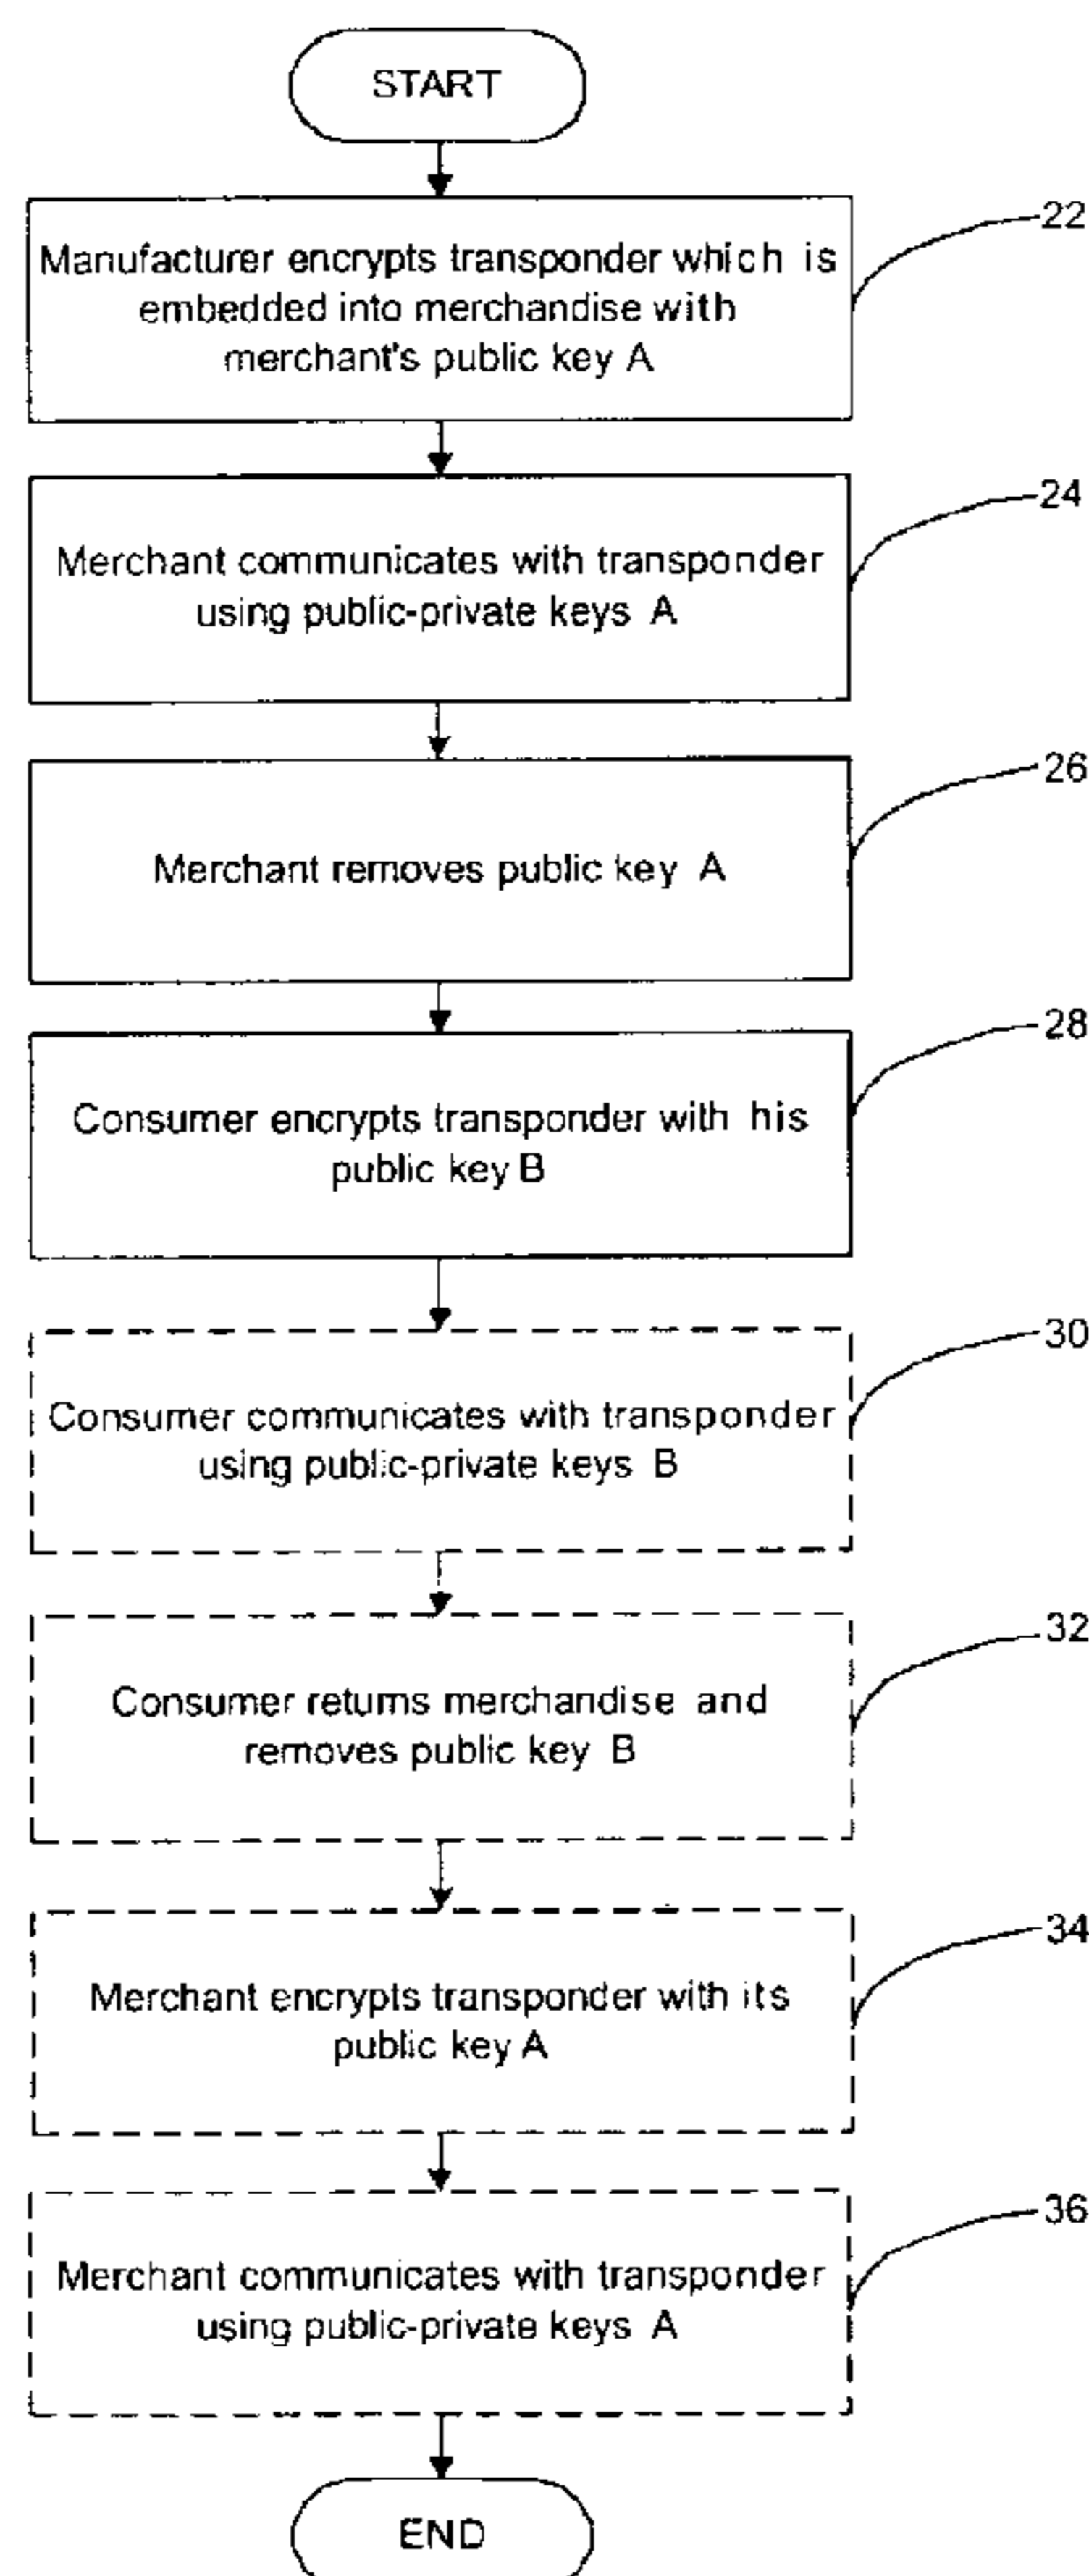 START
Manufacturer encrypts transponder which is
embedded into merchandise with
merchant's public key A
22
Merchant communicates with transponder
using public-private keys A
24
Merchant removes public key A
26
Consumer encrypts transponder with his
public key B
28
Consumer communicates with transponder
using public-private keys B
30
Consumer returns merchandise and
removes public key B
32
Merchant encrypts transponder with its
public key A
34
Merchant communicates with transponder
using public-private keys A
36
END